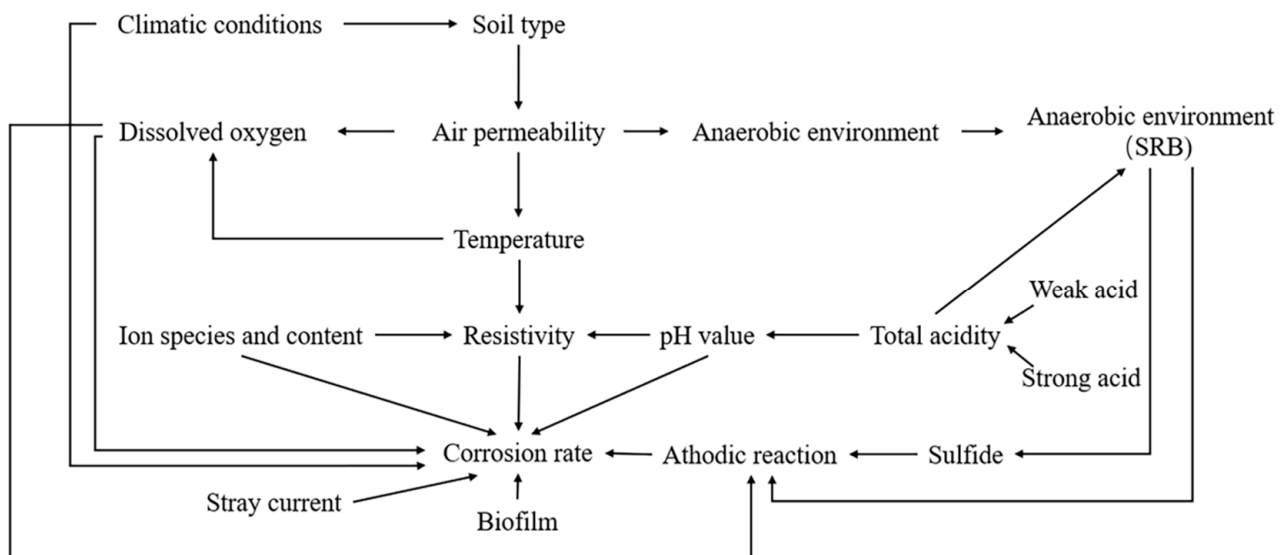 Climatic conditions
Soil type
Dissolved oxygen
Air permeability
Anaerobic environment
Anaerobic environment
(SRB)
Temperature
Weak acid
Ion species and content
Resistivity
pH value
Total acidity
Strong acid
Corrosion rate
Athodic reaction
Sulfide
Stray current
Biofilm